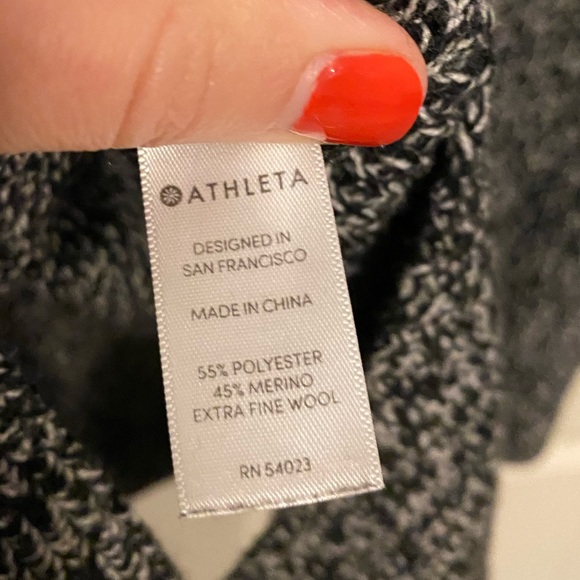 ATHLETA
DESIGNED IN
SAN FRANCISCO
MADE IN CHINA
55% POLYESTER
45% MERINO
EXTRA FINE WOOL
RN 54023